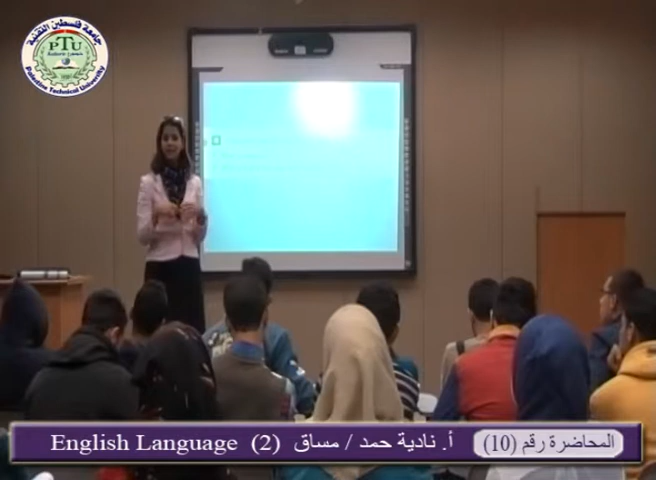 جامعة فلسطين التقنية
PTU
Palestine Technical University
المحاضرة رقم (10)
أ. نادية حمد / مساق English Language (2)